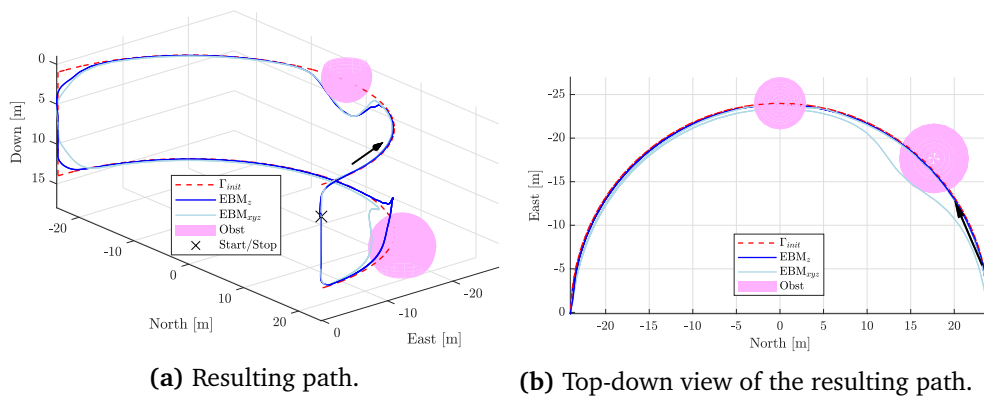 0
5
10
15
Down [m]
-20
-10
0
10
20
North [m]
0
-10
-20
East [m]
Γinit
EBMz
EBMxyz
Obst
Start/Stop
(a) Resulting path.
-25
-20
-15
-10
-5
0
East [m]
-20
-15
-10
-5
0
5
10
15
20
North [m]
Γinit
EBMz
EBMxyz
Obst
(b) Top-down view of the resulting path.